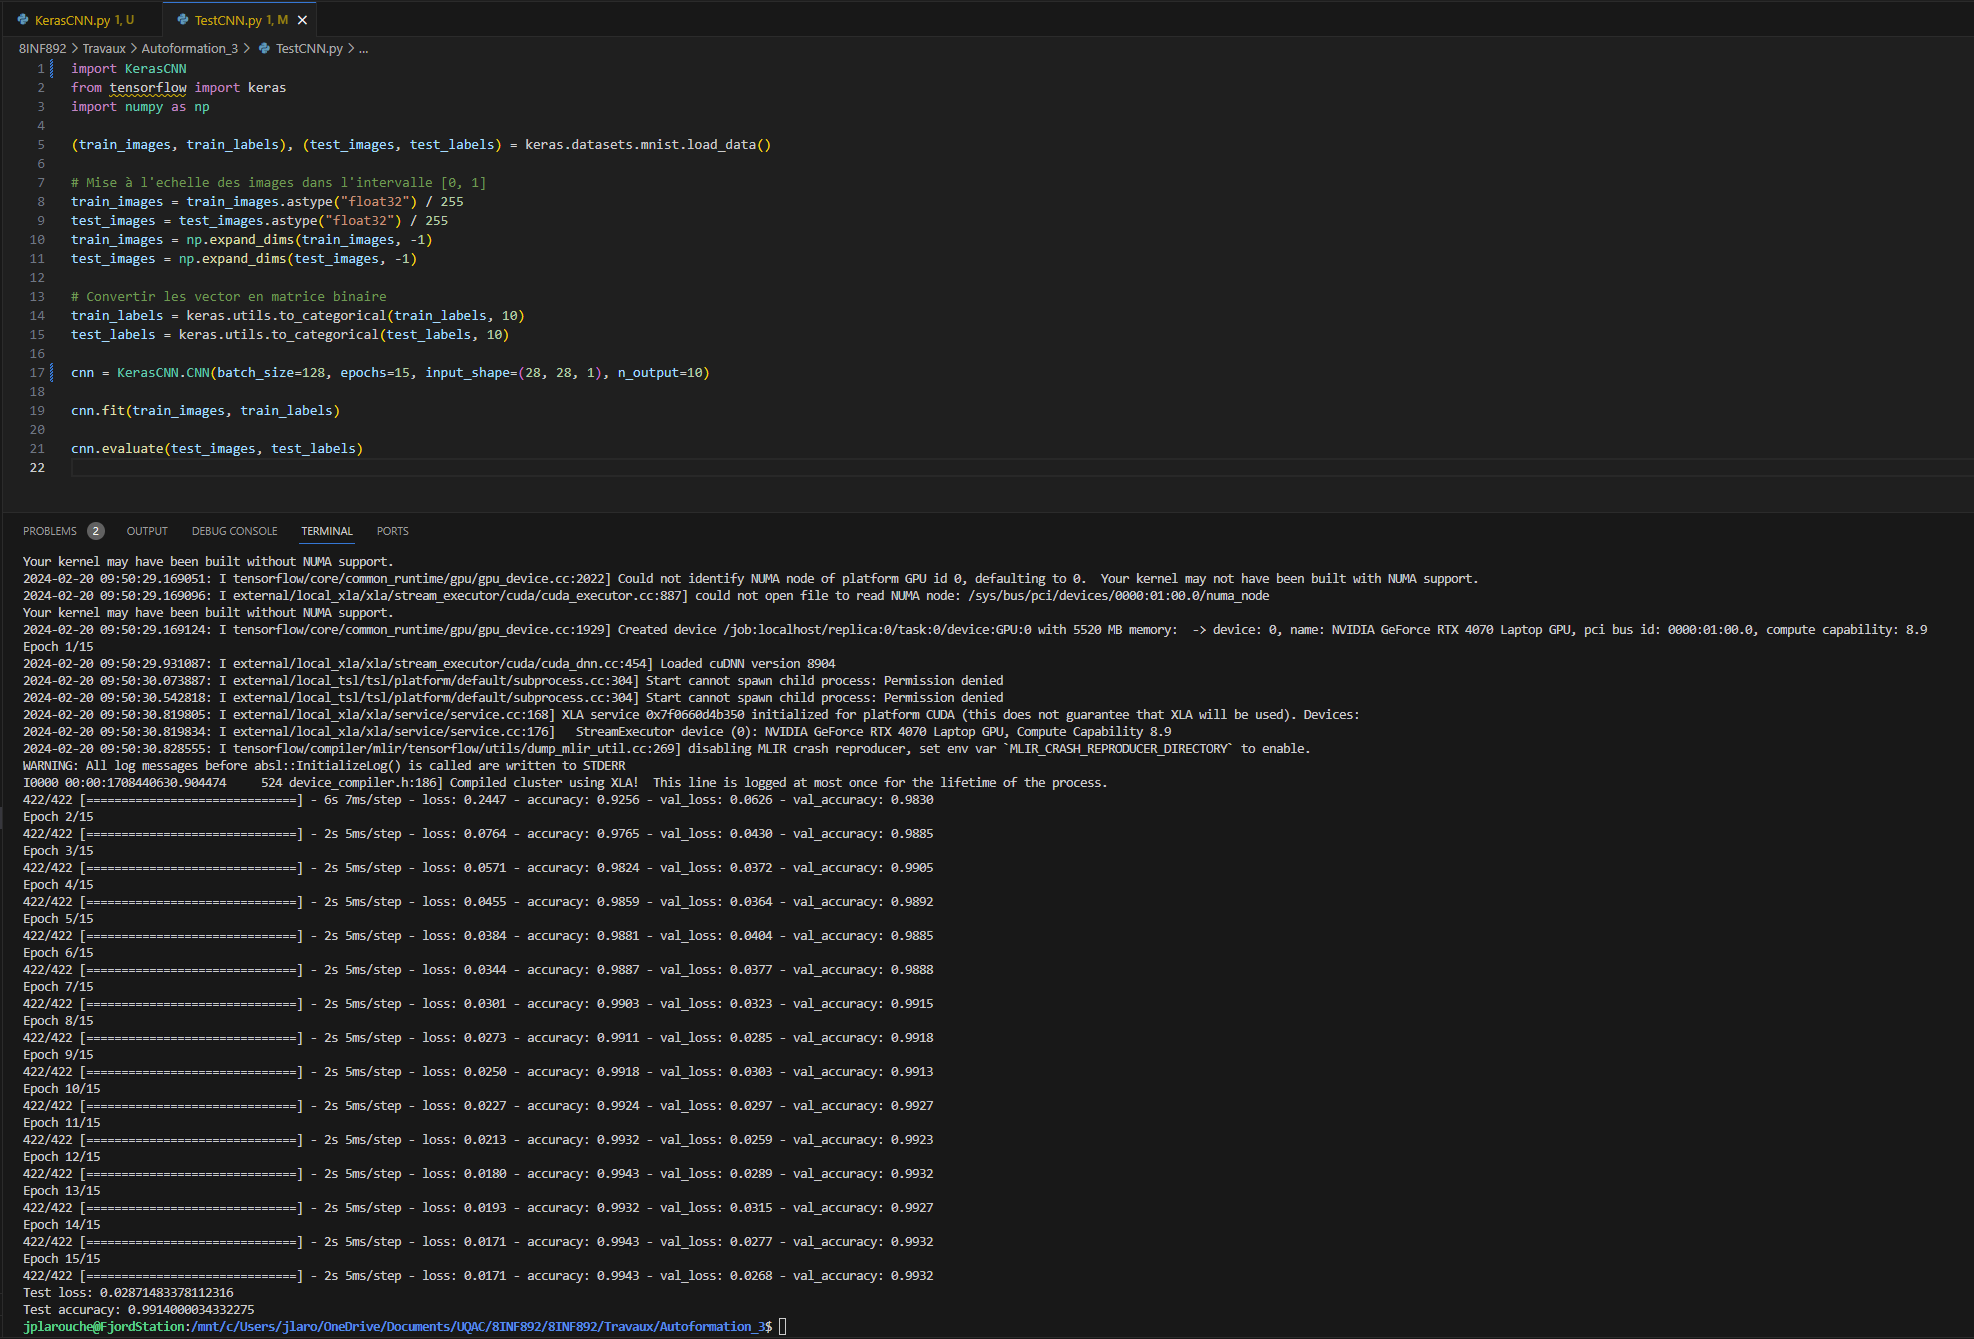 KerasCNN.py 1, U
TestCNN.py 1, M
8INF892 > Travaux > Autoformation_3 > TestCNN.py > ...
1 import KerasCNN
2 from tensorflow import keras
3 import numpy as np
4
5 (train_images, train_labels), (test_images, test_labels) = keras.datasets.mnist.load_data()
6
7 # Mise à l'echelle des images dans l'intervalle [0, 1]
8 train_images = train_images.astype("float32") / 255
9 test_images = test_images.astype("float32") / 255
10 train_images = np.expand_dims(train_images, -1)
11 test_images = np.expand_dims(test_images, -1)
12
13 # Convertir les vector en matrice binaire
14 train_labels = keras.utils.to_categorical(train_labels, 10)
15 test_labels = keras.utils.to_categorical(test_labels, 10)
16
17 cnn = KerasCNN.CNN(batch_size=128, epochs=15, input_shape=(28, 28, 1), n_output=10)
18
19 cnn.fit(train_images, train_labels)
20
21 cnn.evaluate(test_images, test_labels)
22
PROBLEMS 2 OUTPUT DEBUG CONSOLE TERMINAL PORTS
Your kernel may have been built without NUMA support.
2024-02-20 09:50:29.169051: I tensorflow/core/common_runtime/gpu/gpu_device.cc:2022] Could not identify NUMA node of platform GPU id 0, defaulting to 0.  Your kernel may not have been built with NUMA support.
2024-02-20 09:50:29.169096: I external/local_xla/xla/stream_executor/cuda/cuda_executor.cc:887] could not open file to read NUMA node: /sys/bus/pci/devices/0000:01:00.0/numa_node
Your kernel may have been built without NUMA support.
2024-02-20 09:50:29.169124: I tensorflow/core/common_runtime/gpu/gpu_device.cc:1929] Created device /job:localhost/replica:0/task:0/device:GPU:0 with 5520 MB memory:  -> device: 0, name: NVIDIA GeForce RTX 4070 Laptop GPU, pci bus id: 0000:01:00.0, compute capability: 8.9
Epoch 1/15
2024-02-20 09:50:29.931087: I external/local_xla/xla/stream_executor/cuda/cuda_dnn.cc:454] Loaded cuDNN version 8904
2024-02-20 09:50:30.073887: I external/local_tsl/tsl/platform/default/subprocess.cc:304] Start cannot spawn child process: Permission denied
2024-02-20 09:50:30.542818: I external/local_tsl/tsl/platform/default/subprocess.cc:304] Start cannot spawn child process: Permission denied
2024-02-20 09:50:30.819805: I external/local_xla/xla/service/service.cc:168] XLA service 0x7f0660d4b350 initialized for platform CUDA (this does not guarantee that XLA will be used). Devices:
2024-02-20 09:50:30.819834: I external/local_xla/xla/service/service.cc:176]   StreamExecutor device (0): NVIDIA GeForce RTX 4070 Laptop GPU, Compute Capability 8.9
2024-02-20 09:50:30.828555: I tensorflow/compiler/mlir/tensorflow/utils/dump_mlir_util.cc:269] disabling MLIR crash reproducer, set env var `MLIR_CRASH_REPRODUCER_DIRECTORY` to enable.
WARNING: All log messages before absl::InitializeLog() is called are written to STDERR
I0000 00:00:1708440630.904474     524 device_compiler.h:186] Compiled cluster using XLA!  This line is logged at most once for the lifetime of the process.
422/422 [==============================] - 6s 7ms/step - loss: 0.2447 - accuracy: 0.9256 - val_loss: 0.0626 - val_accuracy: 0.9830
Epoch 2/15
422/422 [==============================] - 2s 5ms/step - loss: 0.0764 - accuracy: 0.9765 - val_loss: 0.0430 - val_accuracy: 0.9885
Epoch 3/15
422/422 [==============================] - 2s 5ms/step - loss: 0.0571 - accuracy: 0.9824 - val_loss: 0.0372 - val_accuracy: 0.9905
Epoch 4/15
422/422 [==============================] - 2s 5ms/step - loss: 0.0455 - accuracy: 0.9859 - val_loss: 0.0364 - val_accuracy: 0.9892
Epoch 5/15
422/422 [==============================] - 2s 5ms/step - loss: 0.0384 - accuracy: 0.9881 - val_loss: 0.0404 - val_accuracy: 0.9885
Epoch 6/15
422/422 [==============================] - 2s 5ms/step - loss: 0.0344 - accuracy: 0.9887 - val_loss: 0.0377 - val_accuracy: 0.9888
Epoch 7/15
422/422 [==============================] - 2s 5ms/step - loss: 0.0301 - accuracy: 0.9903 - val_loss: 0.0323 - val_accuracy: 0.9915
Epoch 8/15
422/422 [==============================] - 2s 5ms/step - loss: 0.0273 - accuracy: 0.9911 - val_loss: 0.0285 - val_accuracy: 0.9918
Epoch 9/15
422/422 [==============================] - 2s 5ms/step - loss: 0.0250 - accuracy: 0.9918 - val_loss: 0.0303 - val_accuracy: 0.9913
Epoch 10/15
422/422 [==============================] - 2s 5ms/step - loss: 0.0227 - accuracy: 0.9924 - val_loss: 0.0297 - val_accuracy: 0.9927
Epoch 11/15
422/422 [==============================] - 2s 5ms/step - loss: 0.0213 - accuracy: 0.9932 - val_loss: 0.0259 - val_accuracy: 0.9923
Epoch 12/15
422/422 [==============================] - 2s 5ms/step - loss: 0.0180 - accuracy: 0.9943 - val_loss: 0.0289 - val_accuracy: 0.9932
Epoch 13/15
422/422 [==============================] - 2s 5ms/step - loss: 0.0193 - accuracy: 0.9932 - val_loss: 0.0315 - val_accuracy: 0.9927
Epoch 14/15
422/422 [==============================] - 2s 5ms/step - loss: 0.0171 - accuracy: 0.9943 - val_loss: 0.0277 - val_accuracy: 0.9932
Epoch 15/15
422/422 [==============================] - 2s 5ms/step - loss: 0.0171 - accuracy: 0.9943 - val_loss: 0.0268 - val_accuracy: 0.9932
Test loss: 0.02871483378112316
Test accuracy: 0.9914000034332275
jplarouche@FjordStation:/mnt/c/Users/jlaro/OneDrive/Documents/UQAC/8INF892/8INF892/Travaux/Autoformation_3$